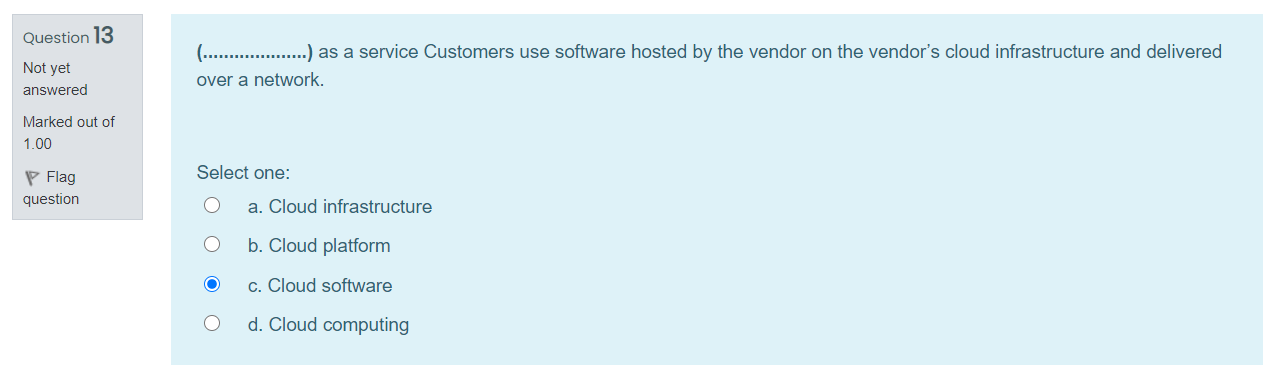 Question 13
Not yet
answered
Marked out of
1.00
Flag
question
(....................) as a service Customers use software hosted by the vendor on the vendor’s cloud infrastructure and delivered
over a network.
Select one:
a. Cloud infrastructure
b. Cloud platform
c. Cloud software
d. Cloud computing